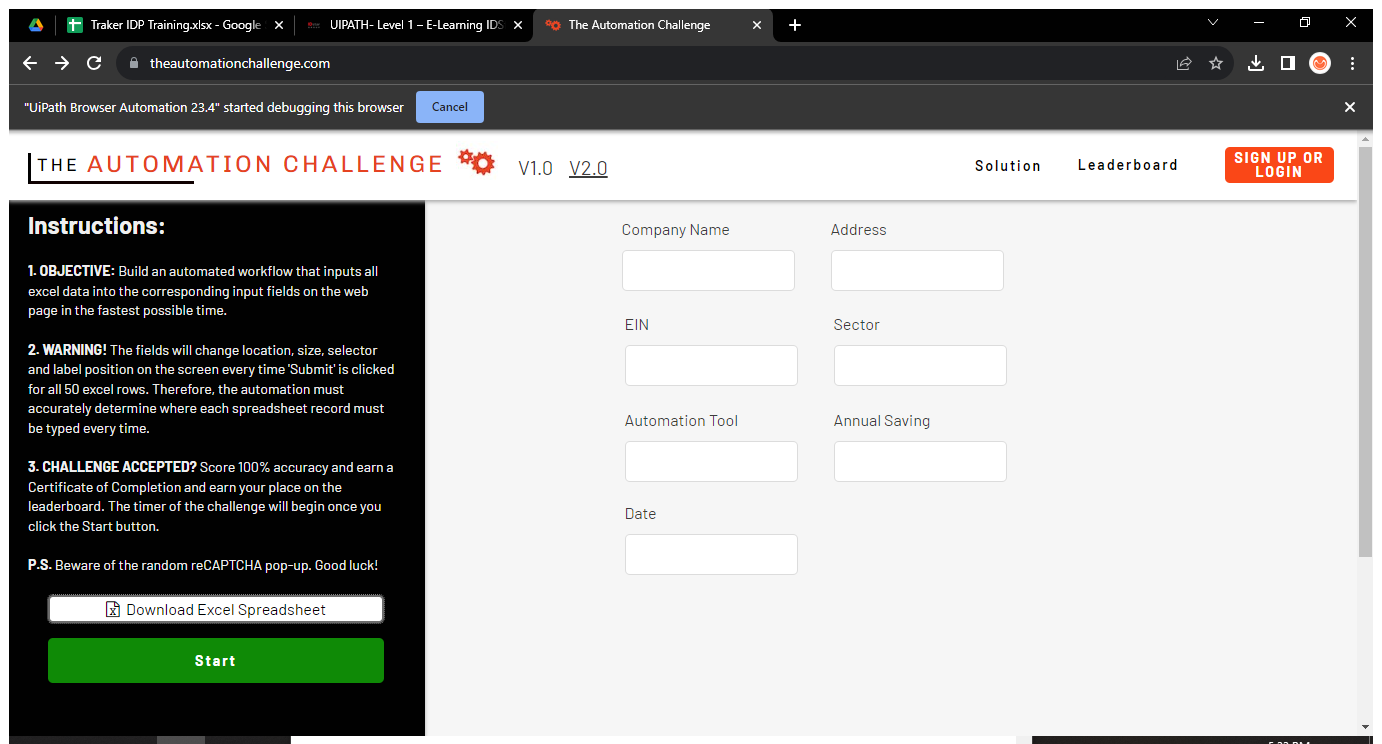 Traker IDP Training.xlsx - Google
UIPATH- Level 1 – E-Learning IDS
The Automation Challenge
theautomationchallenge.com
"UiPath Browser Automation 23.4" started debugging this browser
Cancel
THE AUTOMATION CHALLENGE
V1.0 V2.0
Solution
Leaderboard
SIGN UP OR
LOGIN
Instructions:
1. OBJECTIVE: Build an automated workflow that inputs all
excel data into the corresponding input fields on the web
page in the fastest possible time.
2. WARNING! The fields will change location, size, selector
and label position on the screen every time 'Submit' is clicked
for all 50 excel rows. Therefore, the automation must
accurately determine where each spreadsheet record must
be typed every time.
3. CHALLENGE ACCEPTED? Score 100% accuracy and earn a
Certificate of Completion and earn your place on the
leaderboard. The timer of the challenge will begin once you
click the Start button.
P.S. Beware of the random reCAPTCHA pop-up. Good luck!
Download Excel Spreadsheet
Start
Company Name
Address
EIN
Sector
Automation Tool
Annual Saving
Date